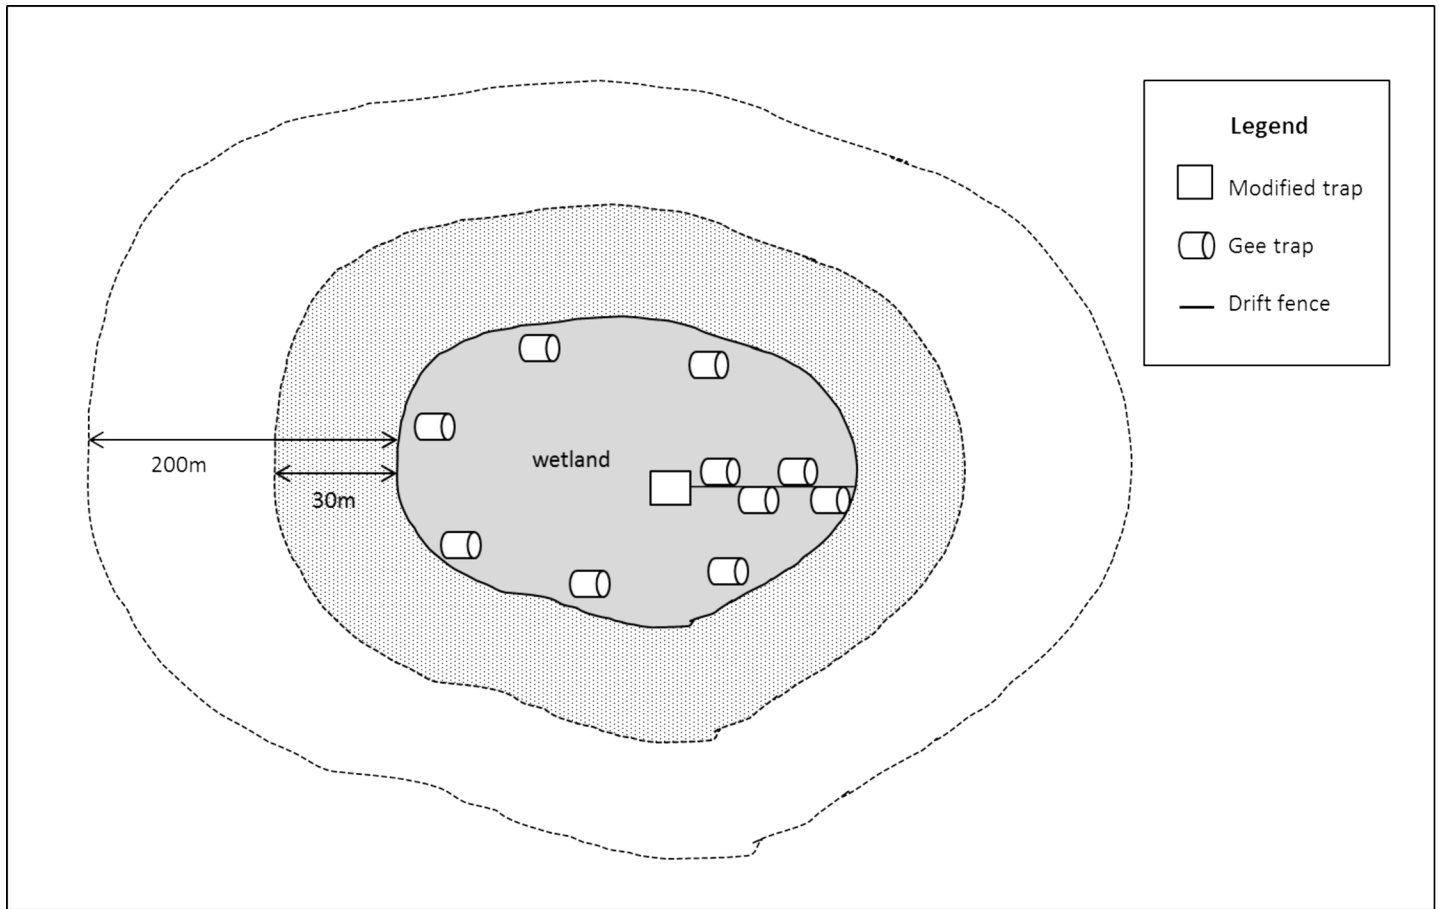 Legend
Modified trap
Gee trap
Drift fence
wetland
200m
30m